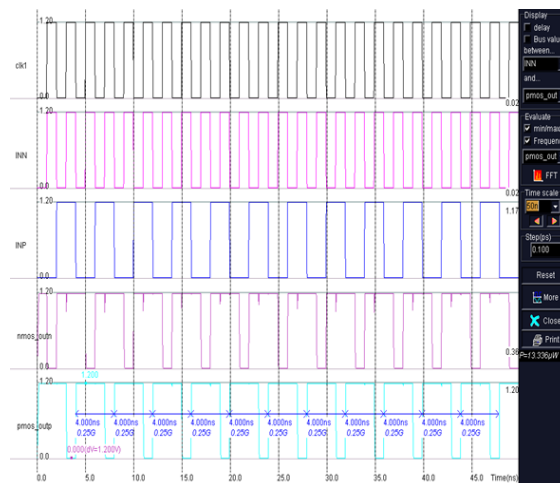 1.20
clk1
0.0
0.02
1.20
INN
0.0
0.02
1.20
1.17
INP
0.0
1.20
nmos_outn
0.0
0.36
1.200
1.20
1.20
pmos_outp
4.000ns 4.000ns 4.000ns 4.000ns 4.000ns 4.000ns 4.000ns 4.000ns 4.000ns 4.000ns 4.000ns
0.25G 0.25G 0.25G 0.25G 0.25G 0.25G 0.25G 0.25G 0.25G 0.25G 0.25G
0.000(dV=1.200V)
0.0
0.0 5.0 10.0 15.0 20.0 25.0 30.0 35.0 40.0 45.0 Time(ns)
Display
delay
Bus valu
between...
INN
and...
pmos_out
Evaluate
min/max
Frequen
pmos_out
FFT
Time scale
50n
Step(ps)
0.100
Reset
More
Close
Print
P=13.336µW